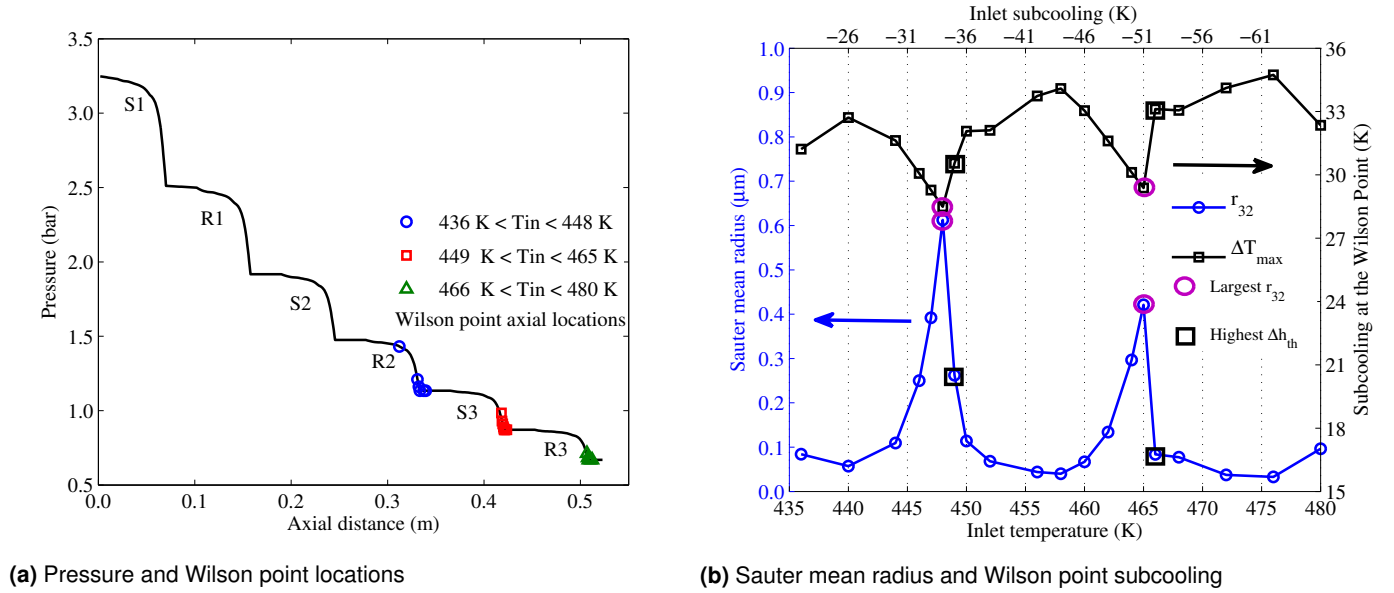 3.5
3.0
2.5
2.0
1.5
1.0
0.5
Pressure (bar)
S1
R1
S2
R2
S3
R3
436 K < Tin < 448 K
449 K < Tin < 465 K
466 K < Tin < 480 K
Wilson point axial locations
0.0 0.1 0.2 0.3 0.4 0.5
Axial distance (m)
(a) Pressure and Wilson point locations
Inlet subcooling (K)
−26 −31 −36 −41 −46 −51 −56 −61
1.0
0.9
0.8
0.7
0.6
0.5
0.4
0.3
0.2
0.1
0.0
Sauter mean radius (μm)
36
33
30
27
24
21
18
15
Subcooling at the Wilson Point (K)
r32
ΔTmax
Largest r32
Highest Δhth
435 440 445 450 455 460 465 470 475 480
Inlet temperature (K)
(b) Sauter mean radius and Wilson point subcooling